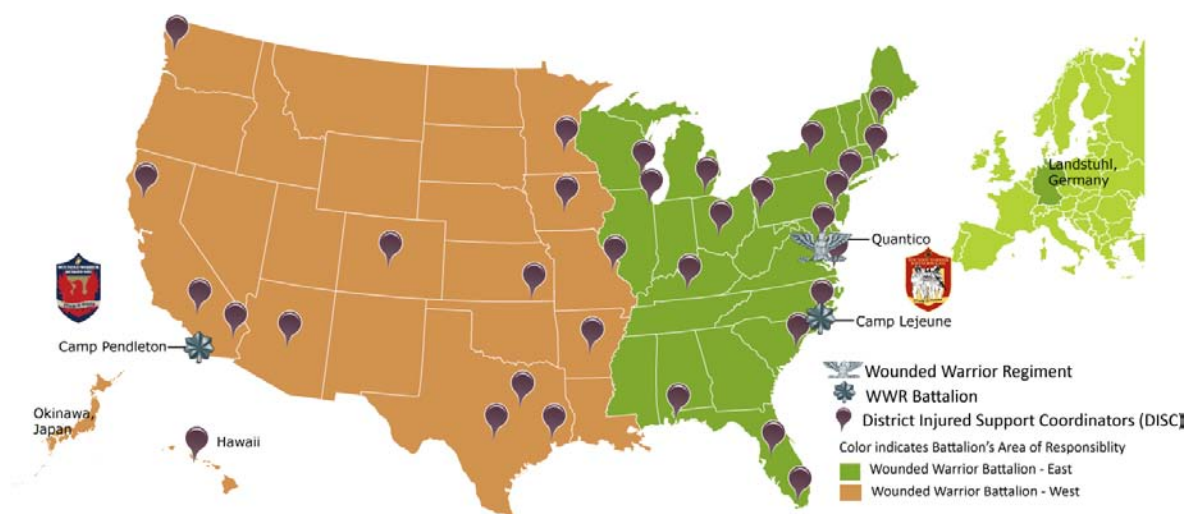 Landstuhl,
Germany
Quantico
Camp Lejeune
Camp Pendleton
Wounded Warrior Regiment
WWR Battalion
Okinawa,
Japan
Hawaii
District Injured Support Coordinators (DISC)
Color indicates Battalion's Area of Responsiblity
Wounded Warrior Battalion - East
Wounded Warrior Battalion - West